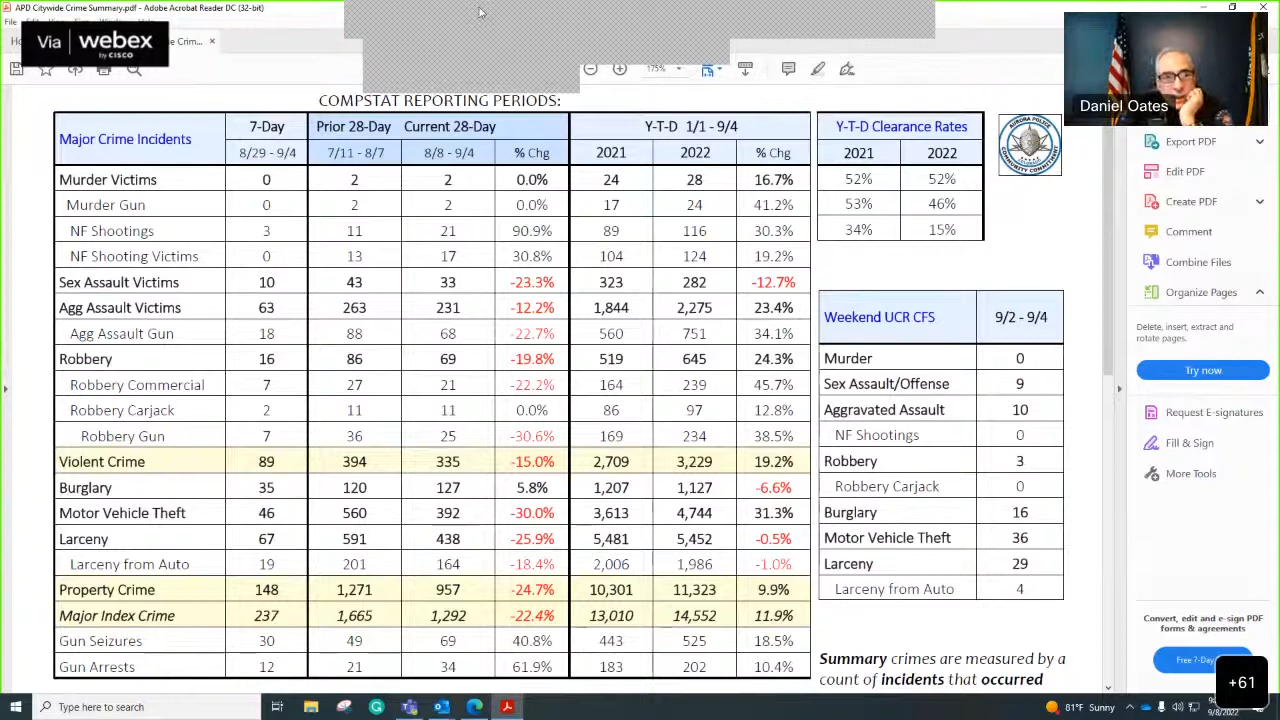 APD Citywide Crime Summary.pdf - Adobe Acrobat Reader DC (32-bit)
Via webex by CISCO
e Crim... ×
175%
Daniel Oates
COMPSTAT REPORTING PERIODS:
Major Crime Incidents 7-Day Prior 28-Day Current 28-Day Y-T-D 1/1 - 9/4
8/29 - 9/4 7/11 - 8/7 8/8 - 9/4 % Chg 2021 2022 % Chg
Murder Victims 0 2 2 0.0% 24 28 16.7%
Murder Gun 0 2 2 0.0% 17 24 41.2%
NF Shootings 3 11 21 90.9% 89 116 30.3%
NF Shooting Victims 0 13 17 30.8% 104 124 19.2%
Sex Assault Victims 10 43 33 -23.3% 323 282 -12.7%
Agg Assault Victims 63 263 231 -12.2% 1,844 2,275 23.4%
Agg Assault Gun 18 88 68 -22.7% 560 751 34.1%
Robbery 16 86 69 -19.8% 519 645 24.3%
Robbery Commercial 7 27 21 -22.2% 164 239 45.7%
Robbery Carjack 2 11 11 0.0% 86 97 12.8%
Robbery Gun 7 36 25 -30.6% 169 234 38.5%
Violent Crime 89 394 335 -15.0% 2,709 3,229 19.2%
Burglary 35 120 127 5.8% 1,207 1,127 -6.6%
Motor Vehicle Theft 46 560 392 -30.0% 3,613 4,744 31.3%
Larceny 67 591 438 -25.9% 5,481 5,452 -0.5%
Larceny from Auto 19 201 164 -18.4% 2,006 1,986 -1.0%
Property Crime 148 1,271 957 -24.7% 10,301 11,323 9.9%
Major Index Crime 237 1,665 1,292 -22.4% 13,010 14,552 11.9%
Gun Seizures 30 49 69 40.8% 443 525 18.5%
Gun Arrests 12 21 34 61.9% 183 202 10.4%
Y-T-D Clearance Rates
2021 2022
52% 52%
53% 46%
34% 15%
Weekend UCR CFS 9/2 - 9/4
Murder 0
Sex Assault/Offense 9
Aggravated Assault 10
NF Shootings 0
Robbery 3
Robbery Carjack 0
Burglary 16
Motor Vehicle Theft 36
Larceny 29
Larceny from Auto 4
Summary crimes are measured by a
count of incidents that occurred
Export PDF
Edit PDF
Create PDF
Comment
Combine Files
Organize Pages
Delete, insert, extract and
rotate pages.
Try now
Request E-signatures
Fill & Sign
More Tools
Convert, edit and e-sign PDF
forms & agreements
Free 7-Day
+61
Type here to search
81°F Sunny
9/8/2022